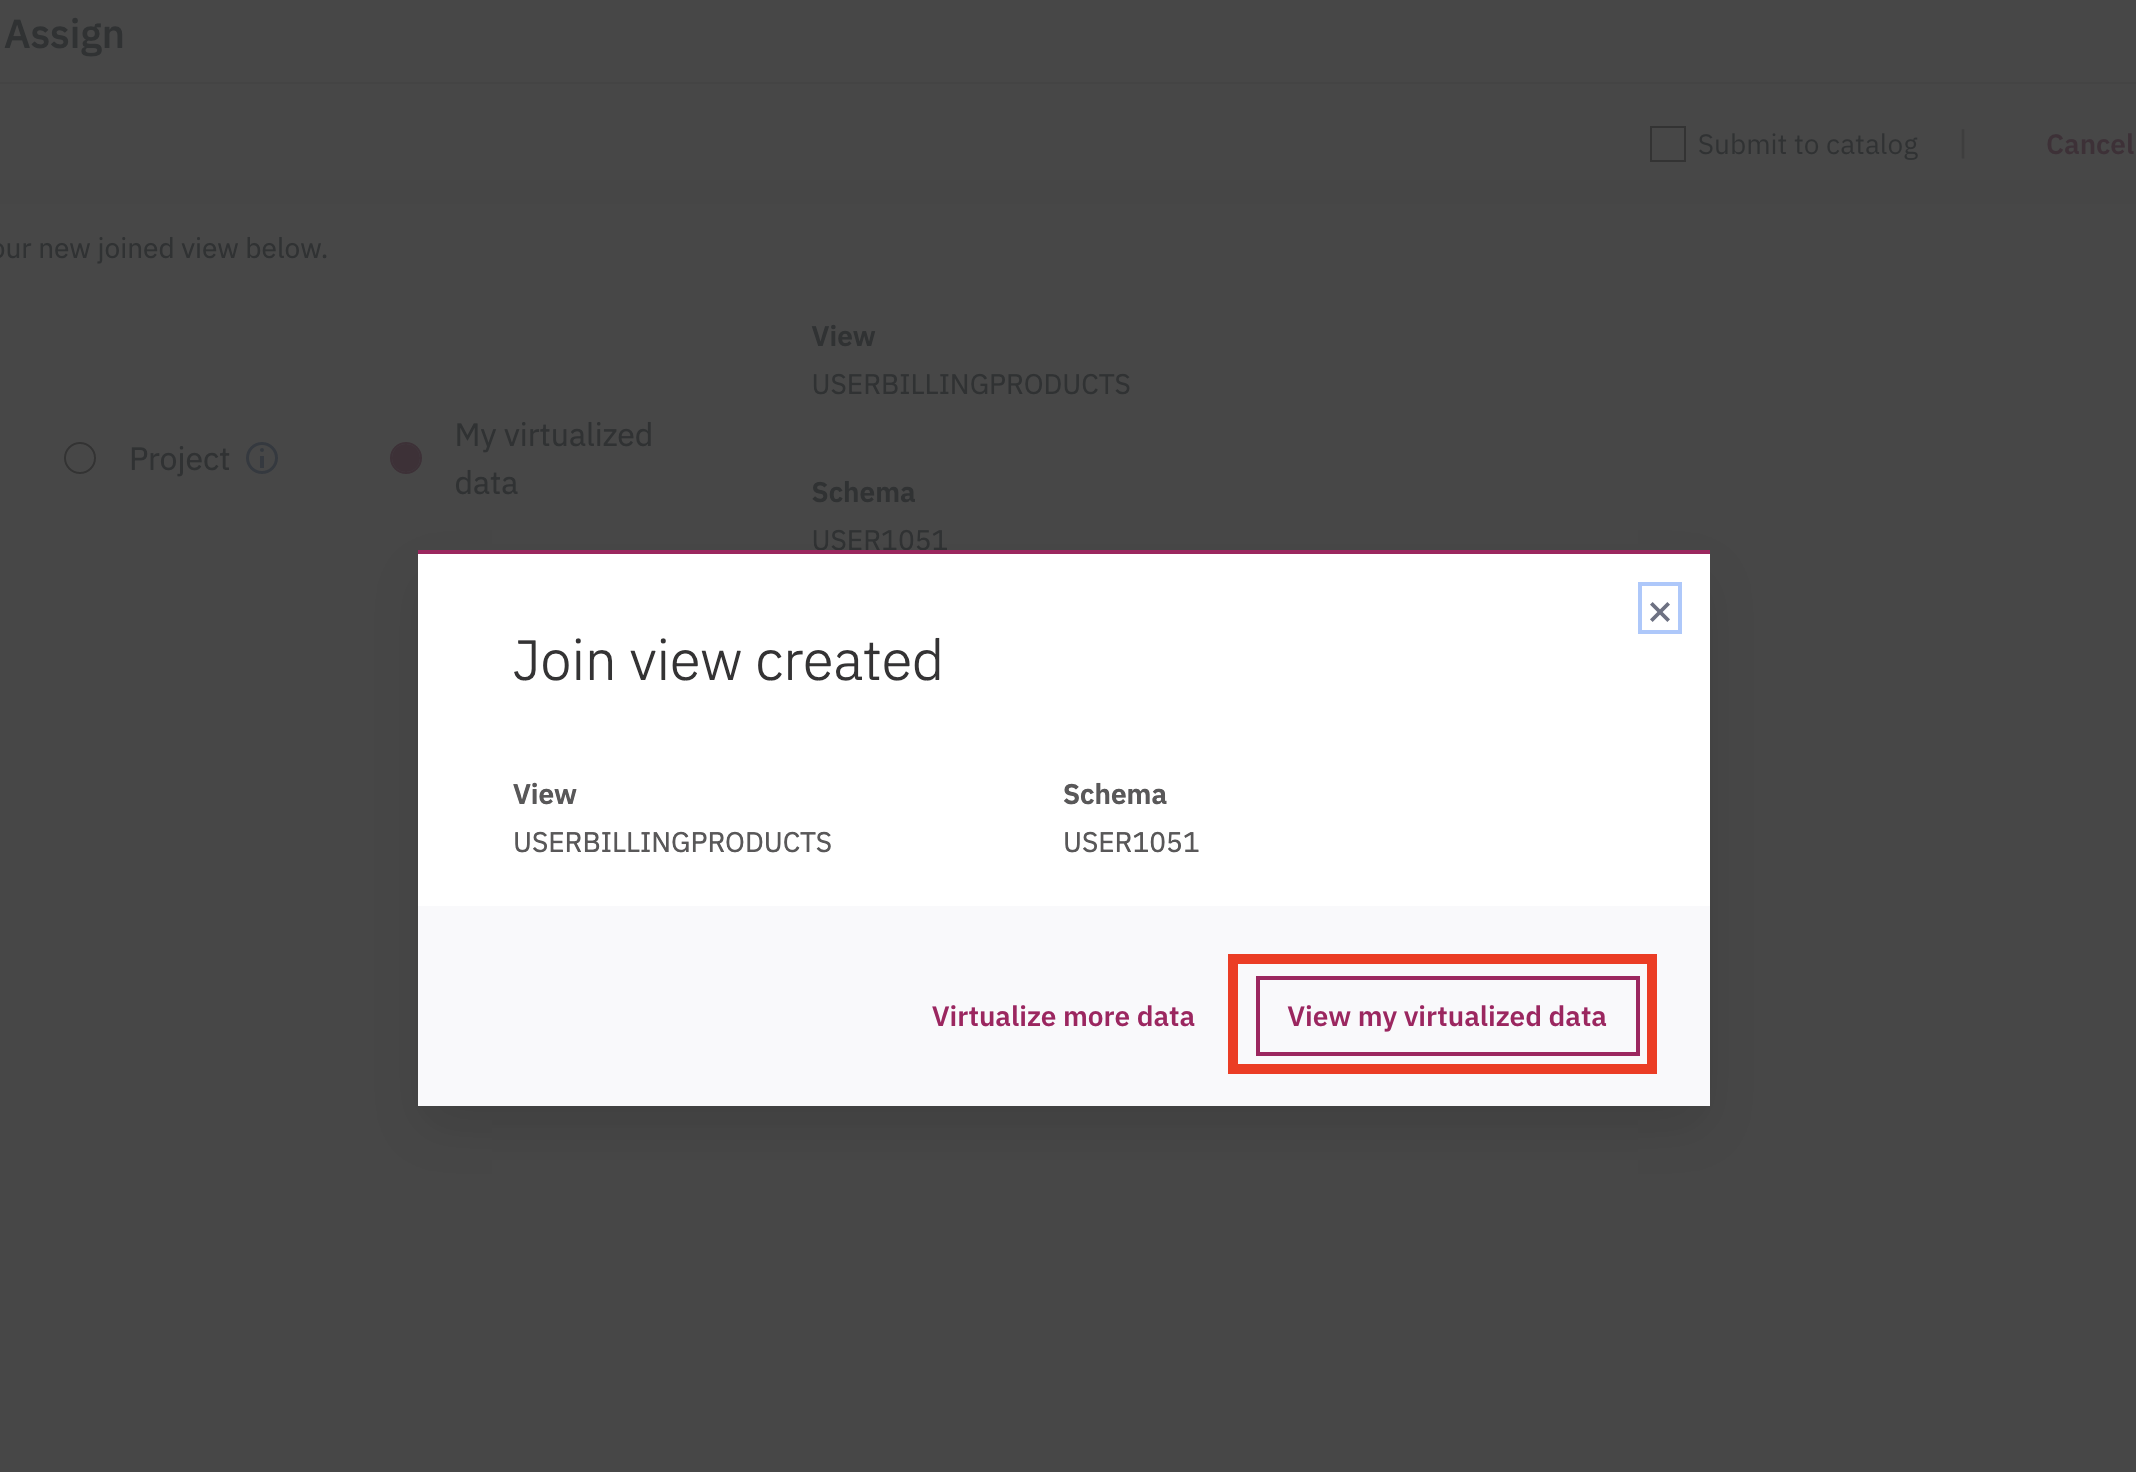 Assign
Submit to catalog
Cancel
our new joined view below.
View
USERBILLINGPRODUCTS
Project
My virtualized
data
Schema
USER1051
Join view created
View
Schema
USERBILLINGPRODUCTS
USER1051
Virtualize more data
View my virtualized data